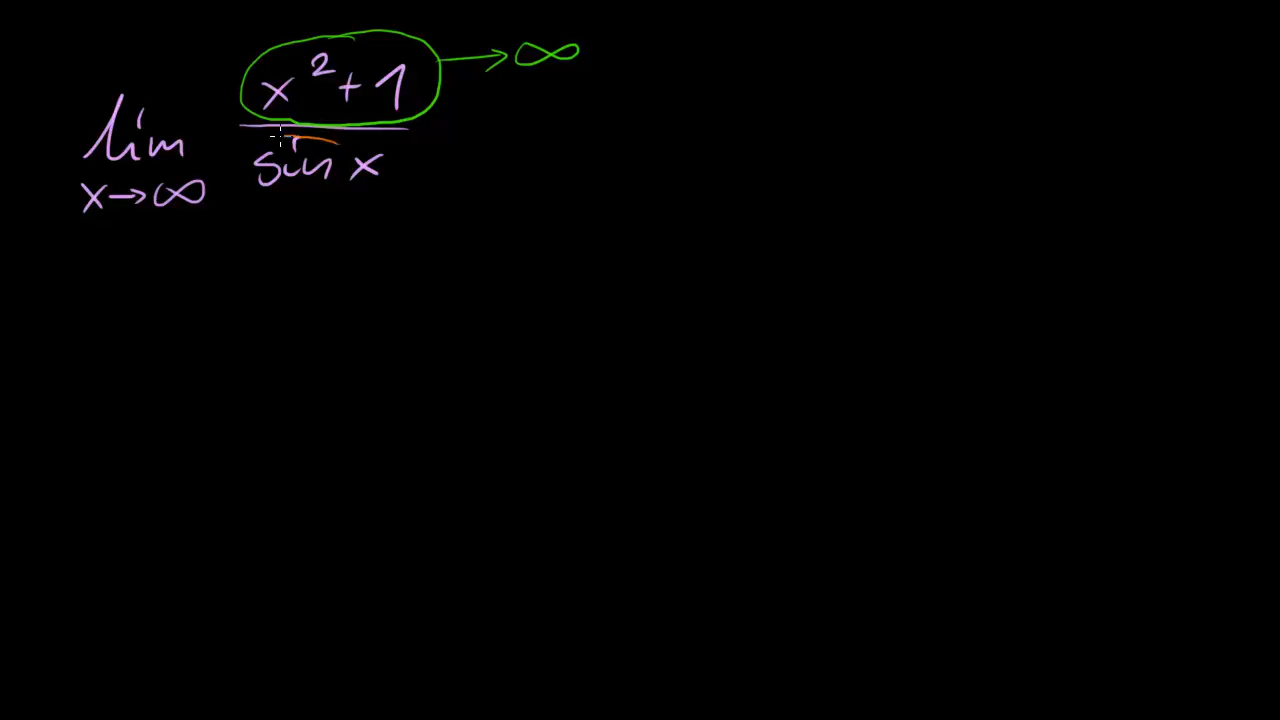 lim x→∞ x²+1 / sin x → ∞